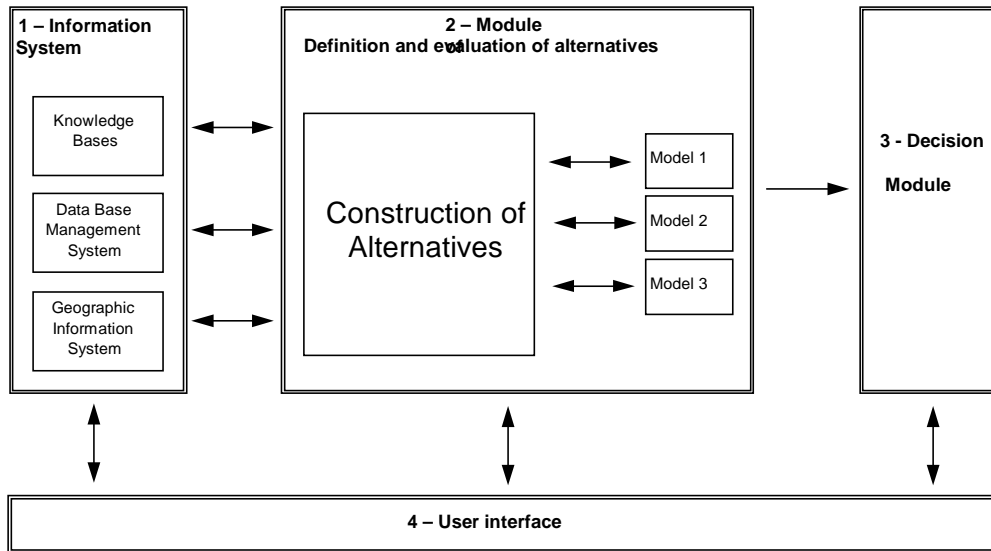 1 – Information
System
Knowledge
Bases
Data Base
Management
System
Geographic
Information
System
2 – Module
of
Definition and evaluation of alternatives
Construction of
Alternatives
Model 1
Model 2
Model 3
3 - Decision
Module
4 – User interface